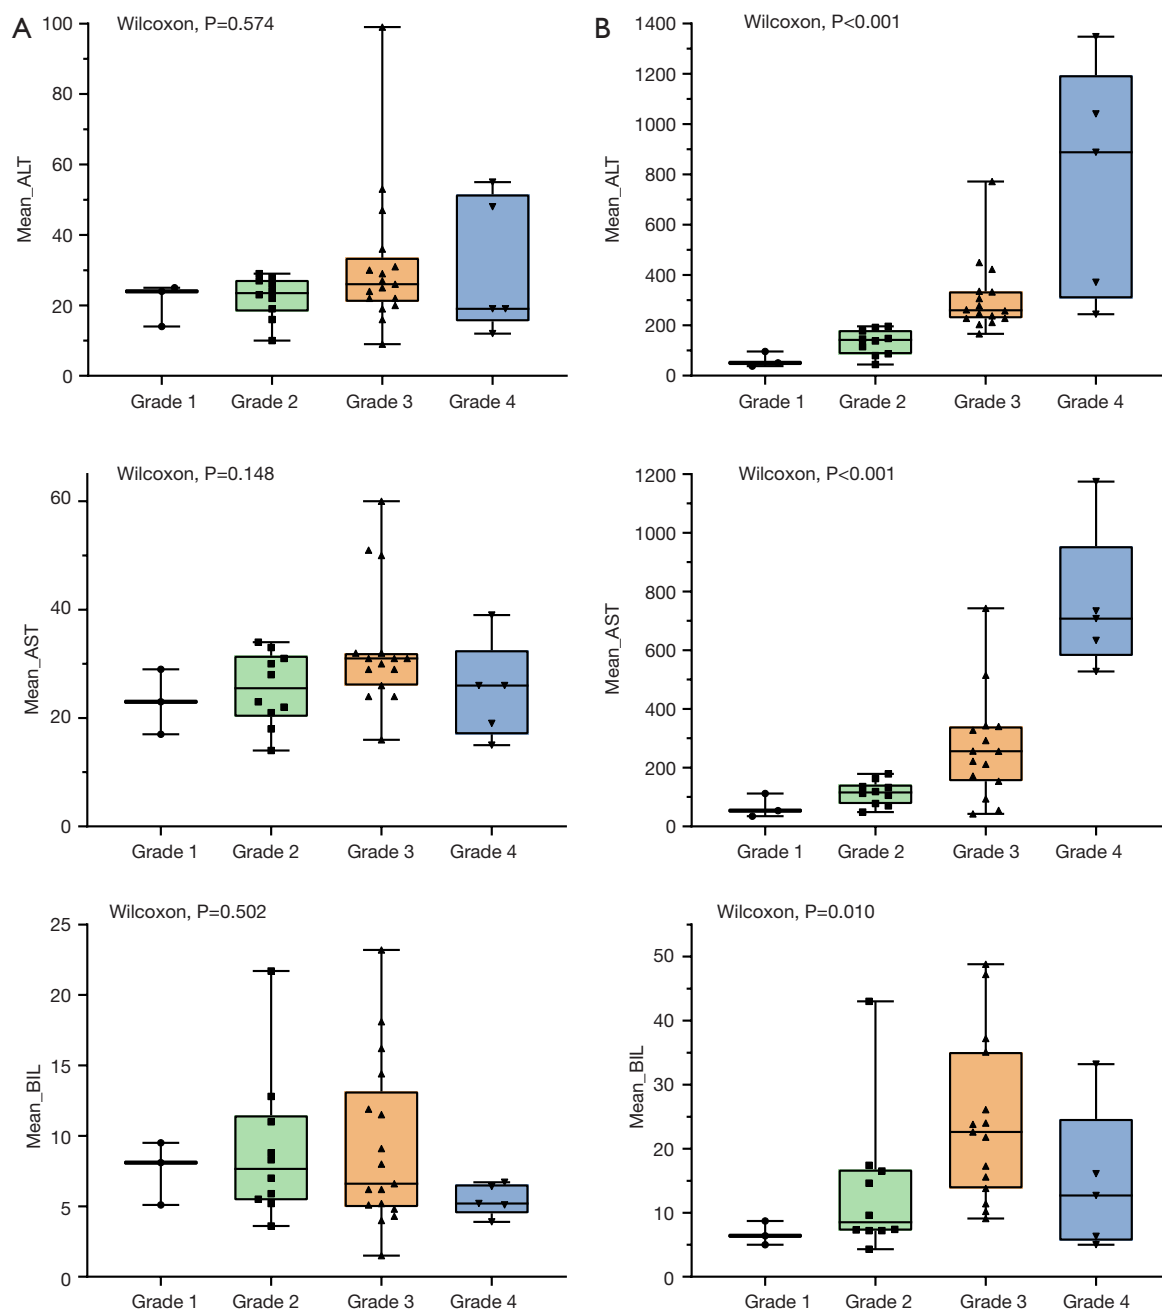 A
Wilcoxon, P=0.574
Mean_ALT
100
80
60
40
20
0
Grade 1 Grade 2 Grade 3 Grade 4
B
Wilcoxon, P<0.001
Mean_ALT
1400
1200
1000
800
600
400
200
0
Grade 1 Grade 2 Grade 3 Grade 4
Wilcoxon, P=0.148
Mean_AST
60
40
20
0
Grade 1 Grade 2 Grade 3 Grade 4
Wilcoxon, P<0.001
Mean_AST
1200
1000
800
600
400
200
0
Grade 1 Grade 2 Grade 3 Grade 4
Wilcoxon, P=0.502
Mean_BIL
25
20
15
10
5
0
Grade 1 Grade 2 Grade 3 Grade 4
Wilcoxon, P=0.010
Mean_BIL
50
40
30
20
10
0
Grade 1 Grade 2 Grade 3 Grade 4